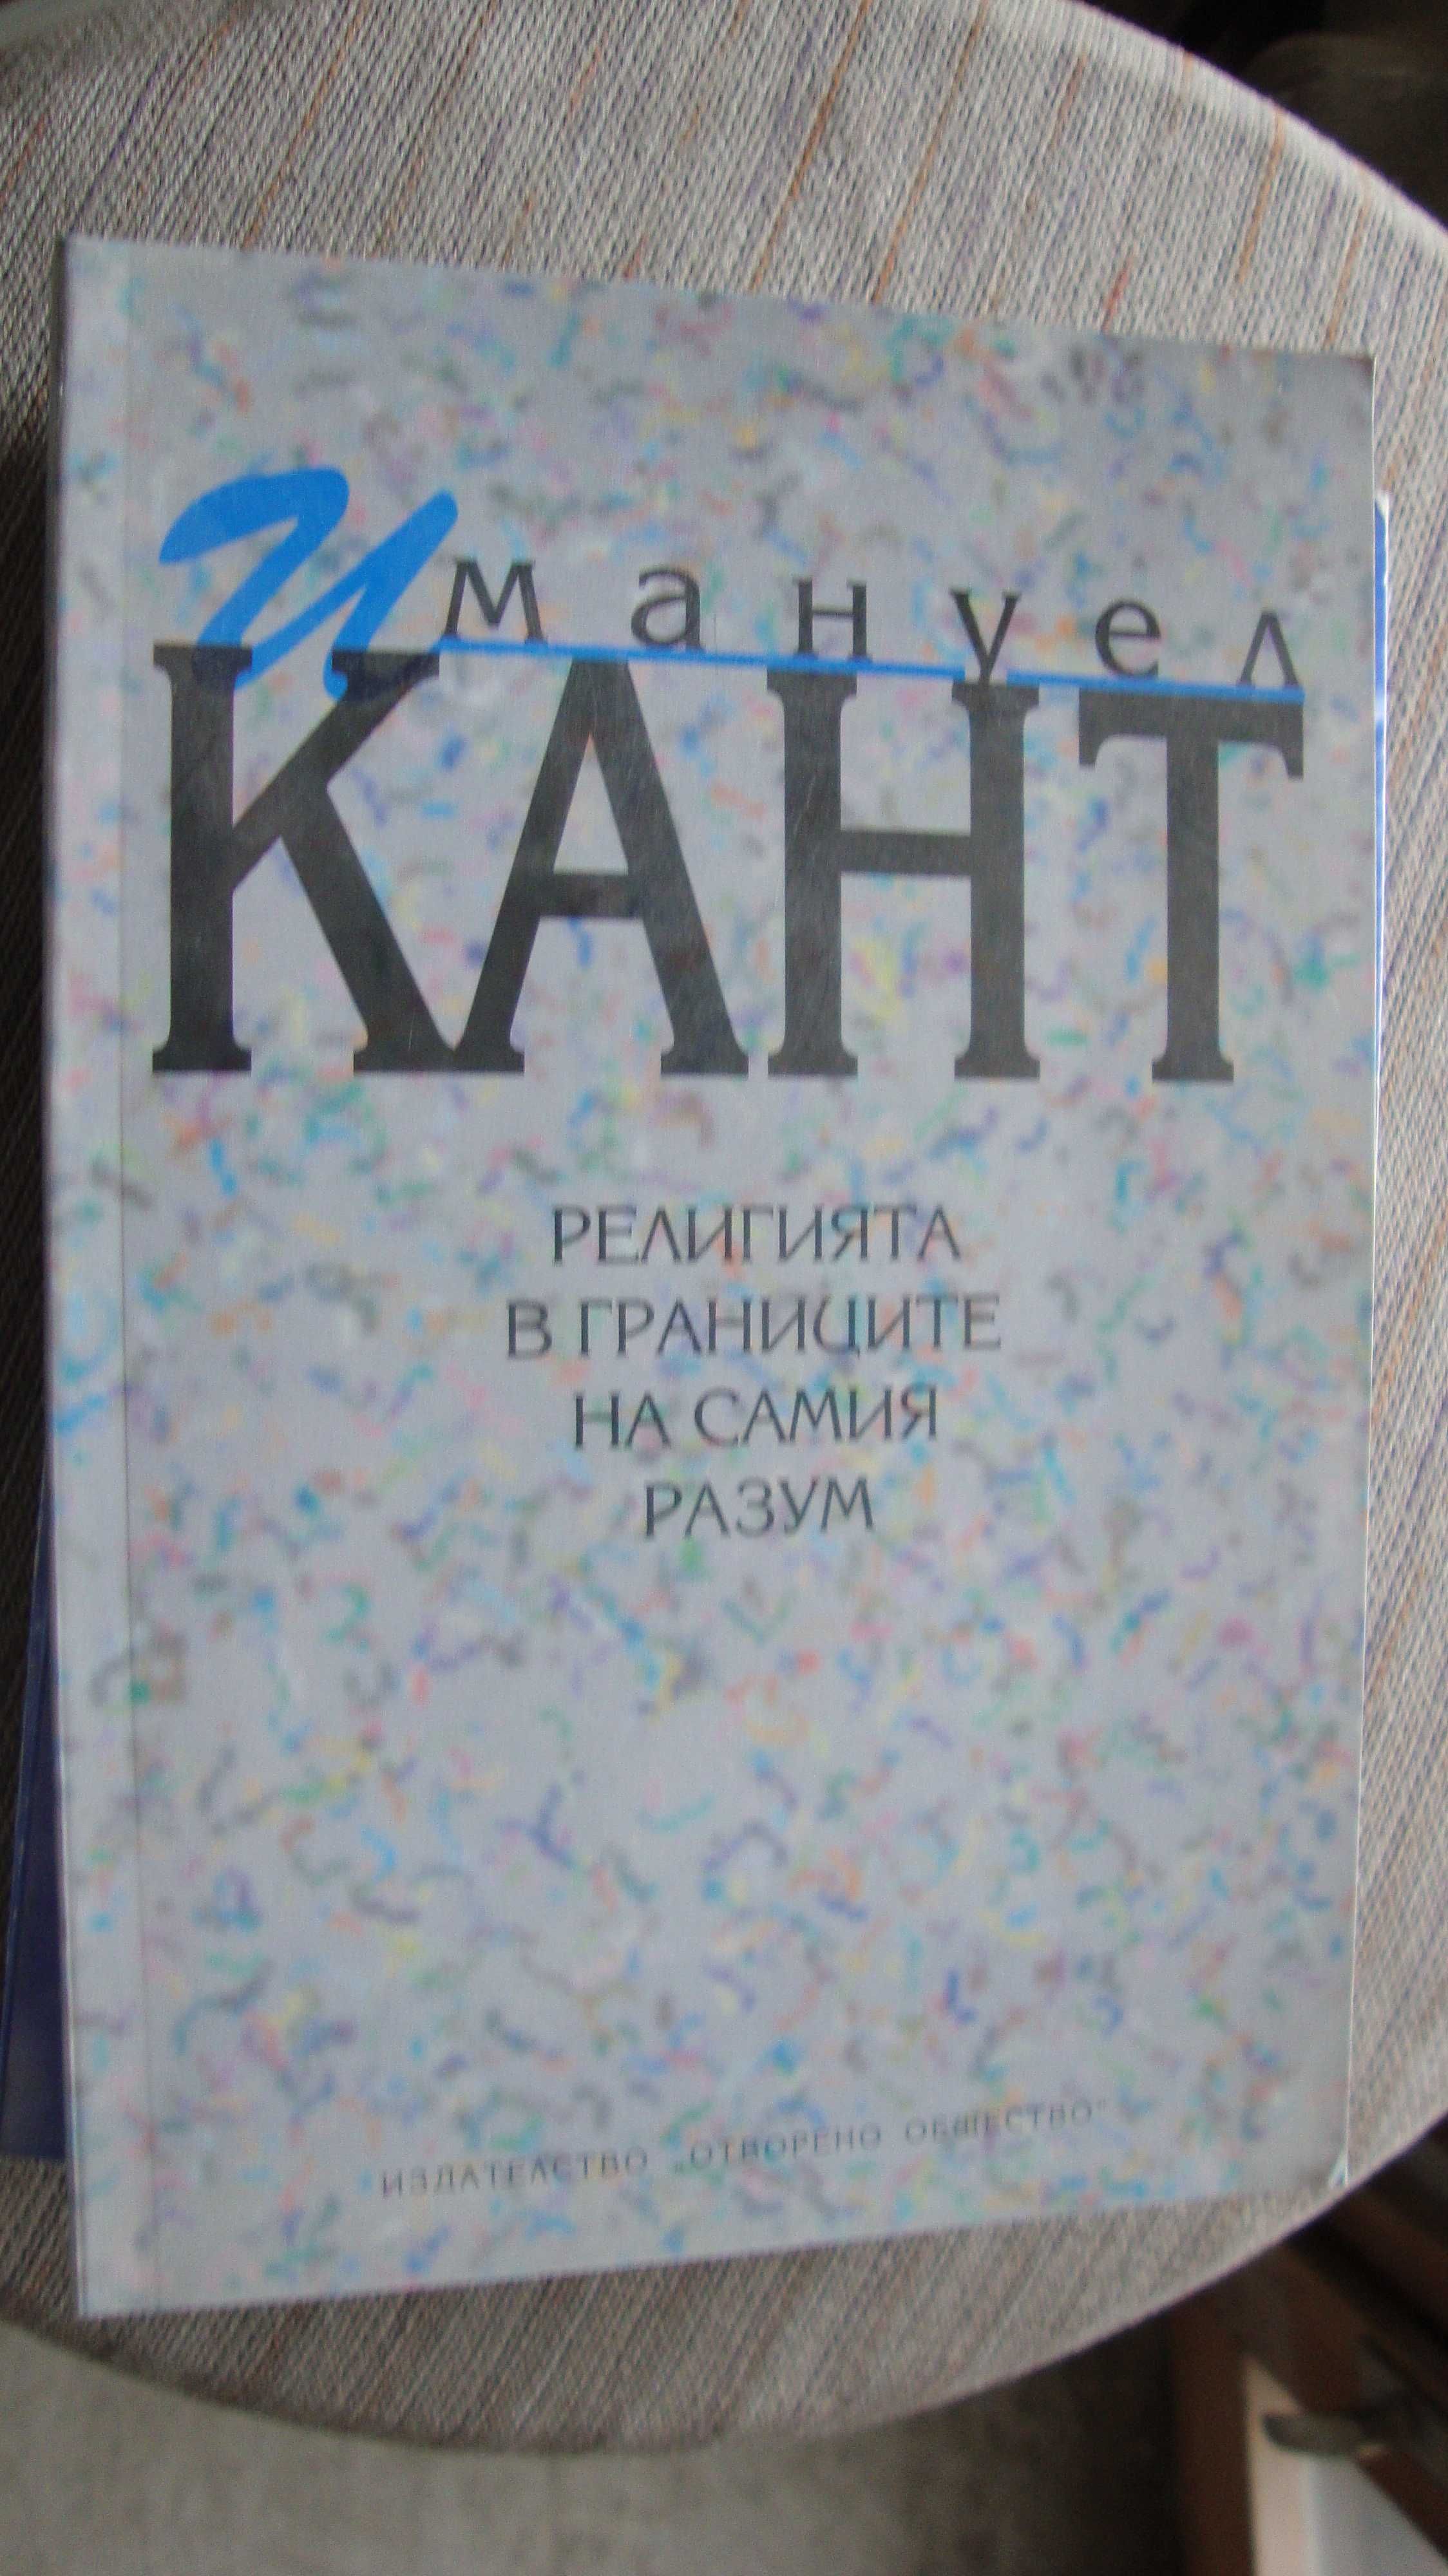 Имануел
КАНТ
РЕЛИГИЯТА
В ГРАНИЦИТЕ
НА САМИЯ
РАЗУМ
ИЗДАТЕЛСТВО „ОТВОРЕНО ОБЩЕСТВО"